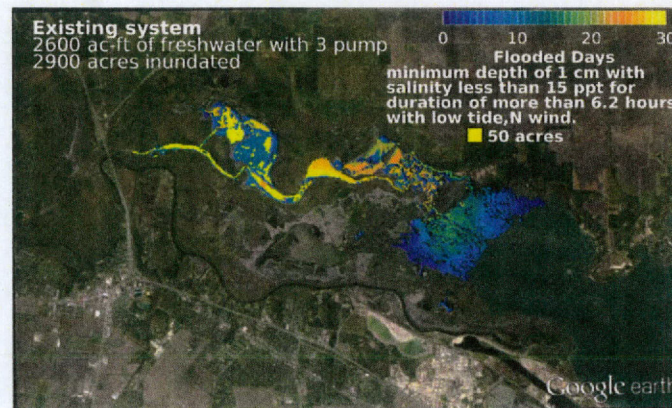 Existing system
2600 ac-ft of freshwater with 3 pump
2900 acres inundated
0 10 20 30
Flooded Days
minimum depth of 1 cm with
salinity less than 15 ppt for
duration of more than 6.2 hours
with low tide,N wind.
50 acres
Google earth